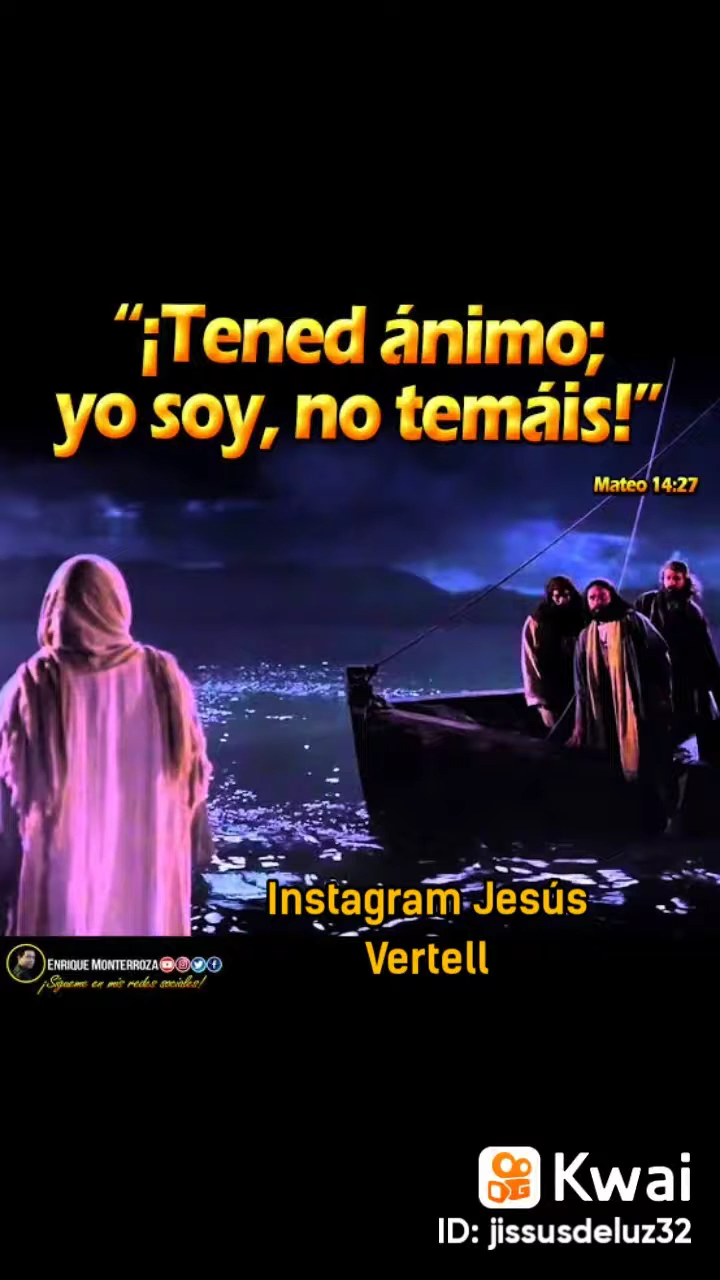 “¡Tened ánimo;
yo soy, no temáis!”
Mateo 14:27
Instagram Jesús
Vertell
ENRIQUE MONTERROZA
¡Sígueme en mis redes sociales!
Kwai
ID: jissusdeluz32